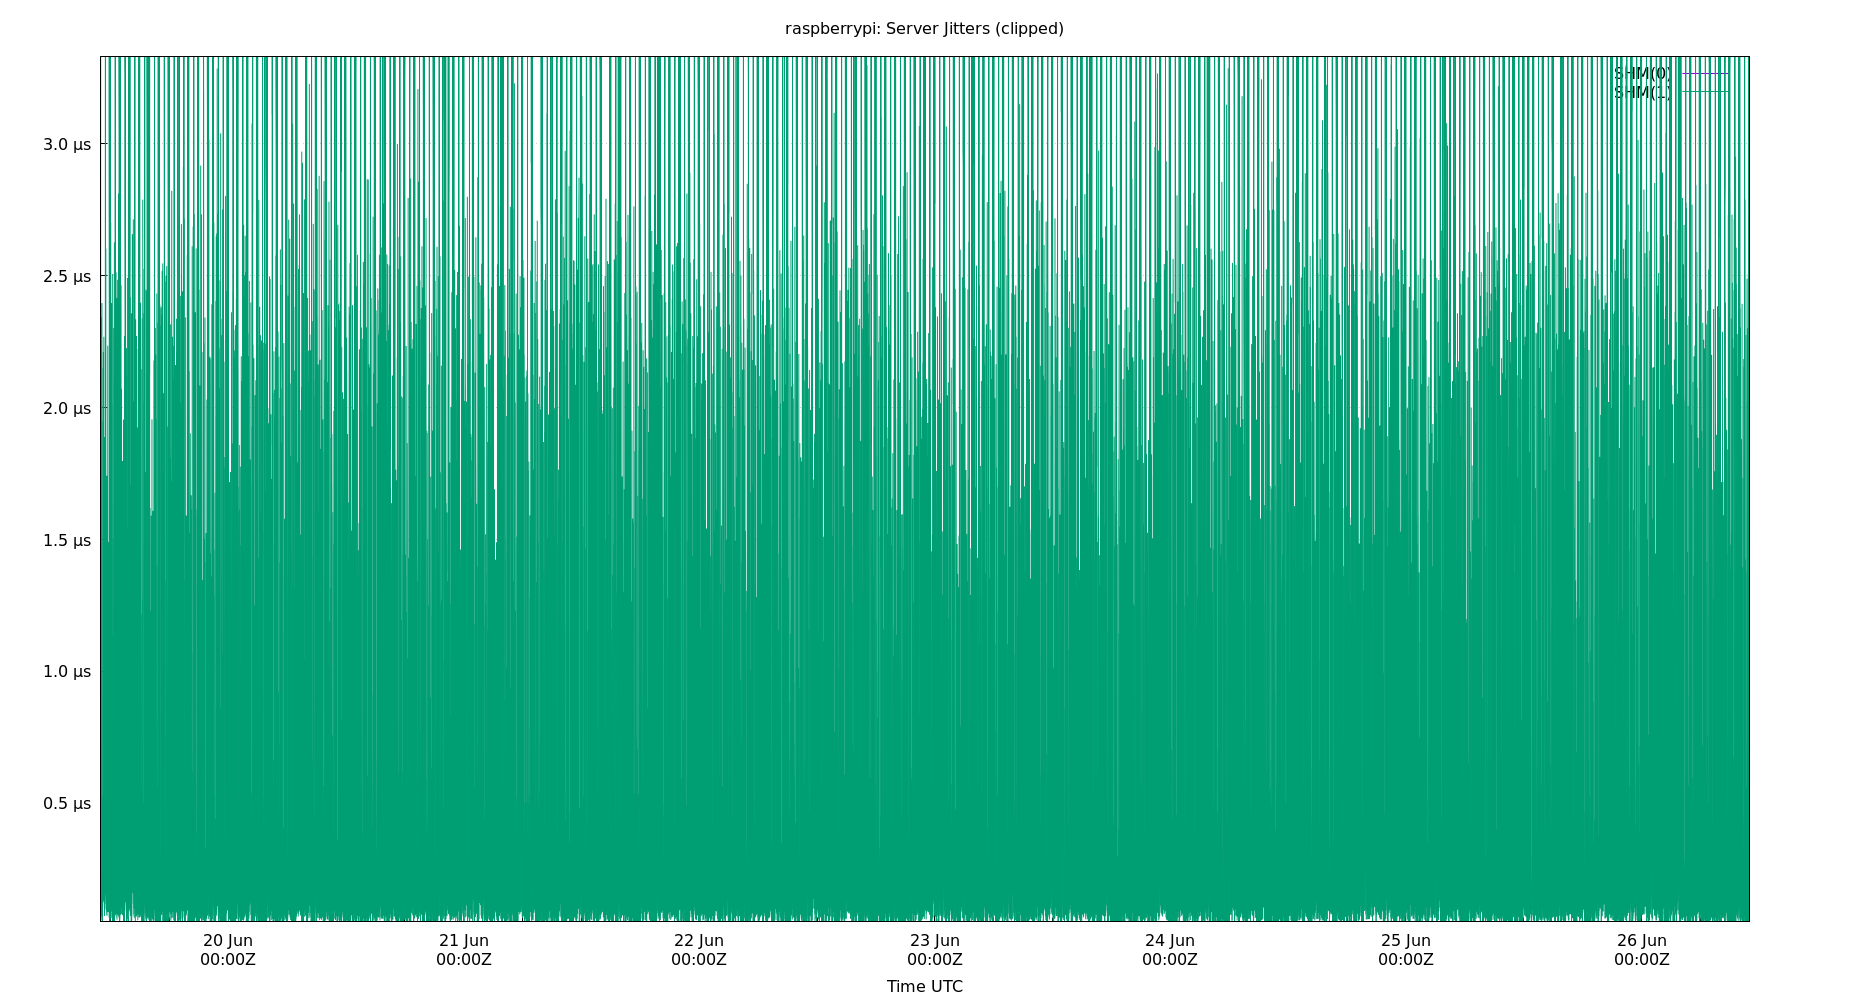 raspberrypi: Server Jitters (clipped)
SHM(0)
SHM(1)
3.0 μs
2.5 μs
2.0 μs
1.5 μs
1.0 μs
0.5 μs
20 Jun 21 Jun 22 Jun 23 Jun 24 Jun 25 Jun 26 Jun
00:00Z 00:00Z 00:00Z 00:00Z 00:00Z 00:00Z 00:00Z
Time UTC